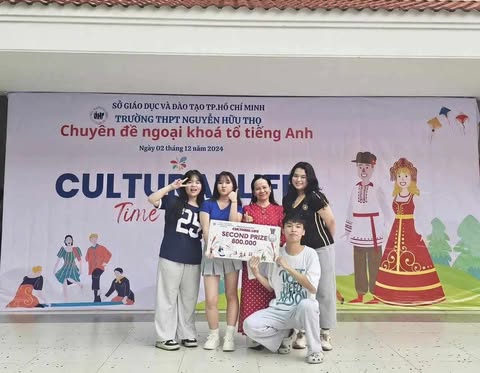 SỞ GIÁO DỤC VÀ ĐÀO TẠO TP.HỒ CHÍ MINH
TRƯỜNG THPT NGUYỄN HỮU THỌ
Chuyên đề ngoại khoá tổ tiếng Anh
Ngày 02 tháng 12 năm 2024
Time
SECOND PRIZE
800.000
25